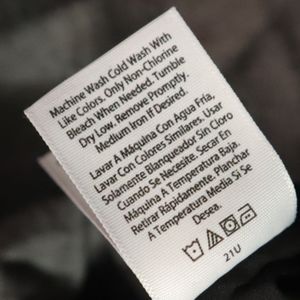 Machine Wash Cold Wash With
Like Colors. Only Non-Chlorine
Bleach When Needed. Tumble
Dry Low. Remove Promptly.
Medium Iron If Desired.
Lavar A Máquina Con Agua Fria,
Lavar Con Colores Similares. Usar
Solamente Blanqueador Sin Cloro
Cuando Se Necesite. Secar En
Máquina A Temperatura Baja.
Retirar Rápidamente. Planchar
A Temperatura Media Si Se
Desea.
21U